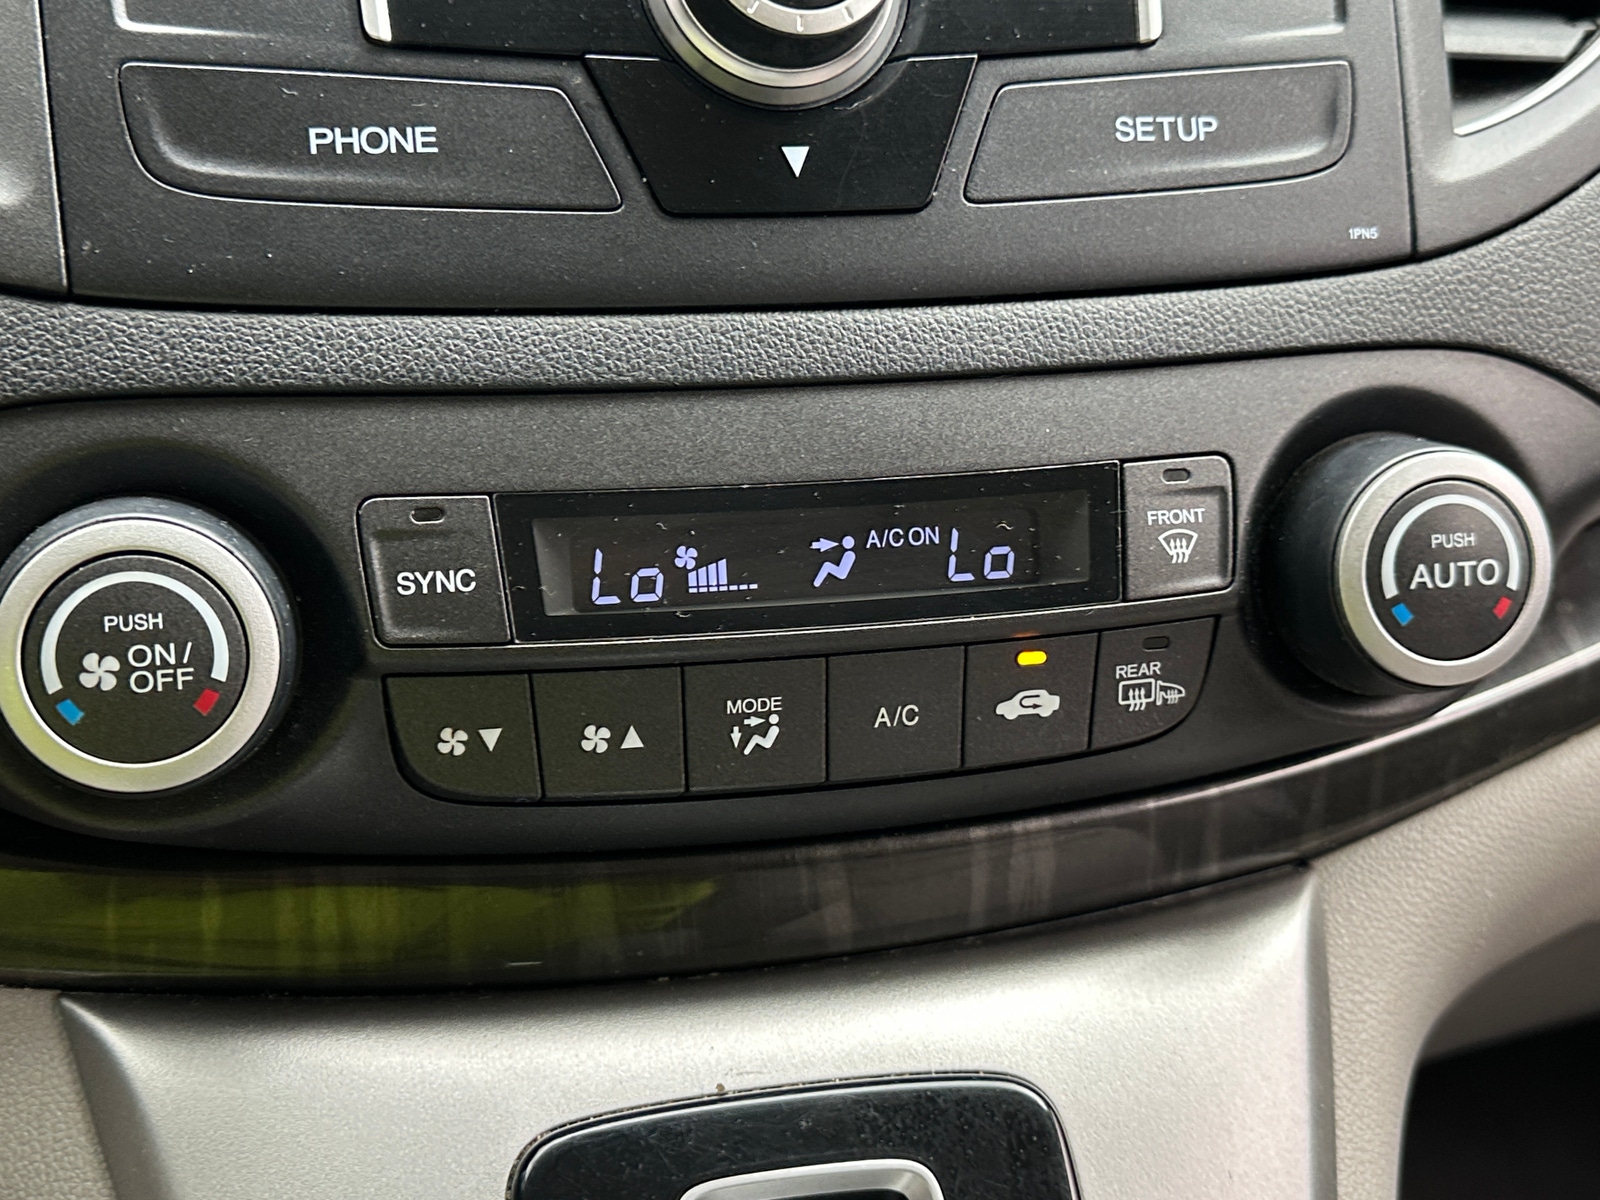 PHONE
SETUP
1PN5
PUSH
ON/
OFF
SYNC
Lo
A/C ON
Lo
FRONT
PUSH
AUTO
MODE
A/C
REAR